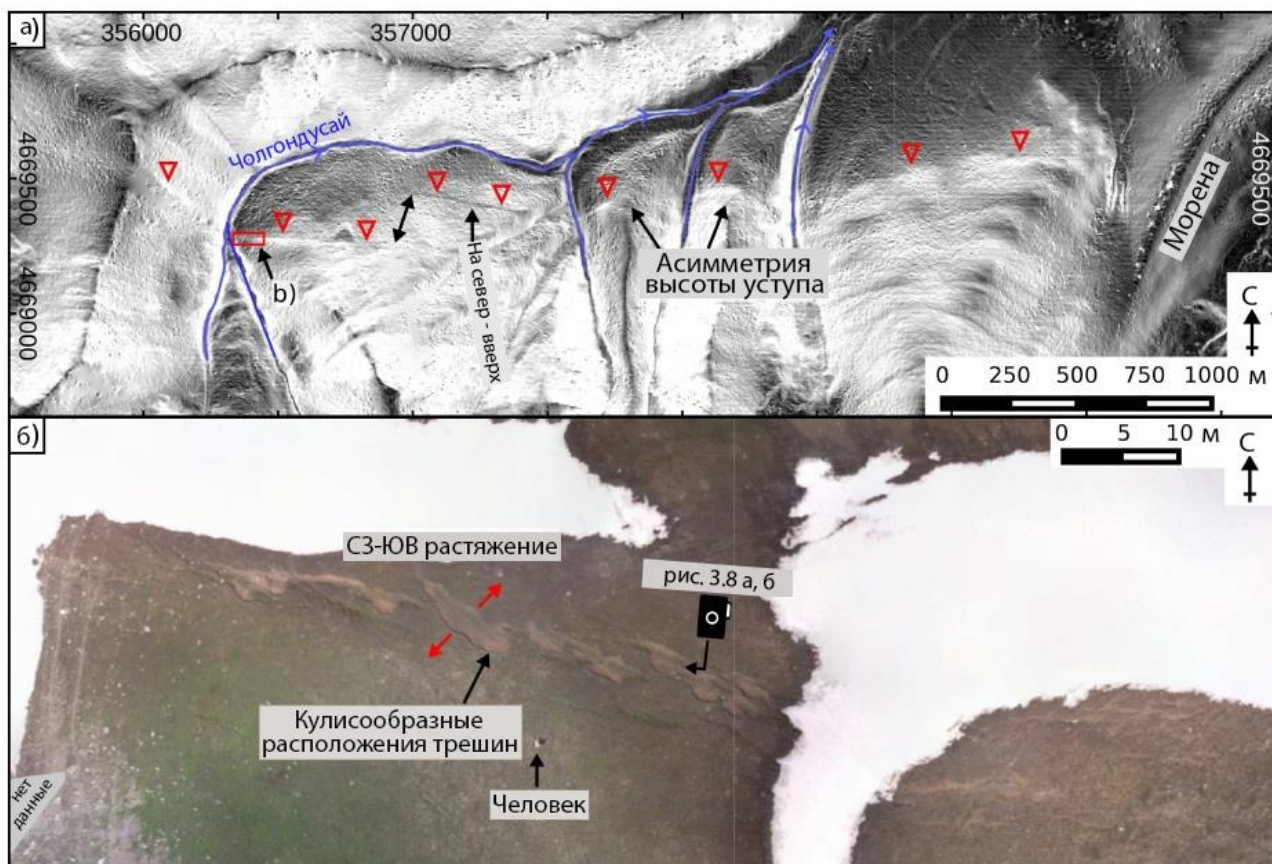 а)
356000
357000
Чолгондусай
4669500
4669000
4669500
b)
На север - вверх
Асимметрия
высоты уступа
Морена
С
0 250 500 750 1000 м
б)
0 5 10 м
С
СЗ-ЮВ растяжение
рис. 3.8 а, б
Кулисообразные
расположения трешин
Человек
нет
данные